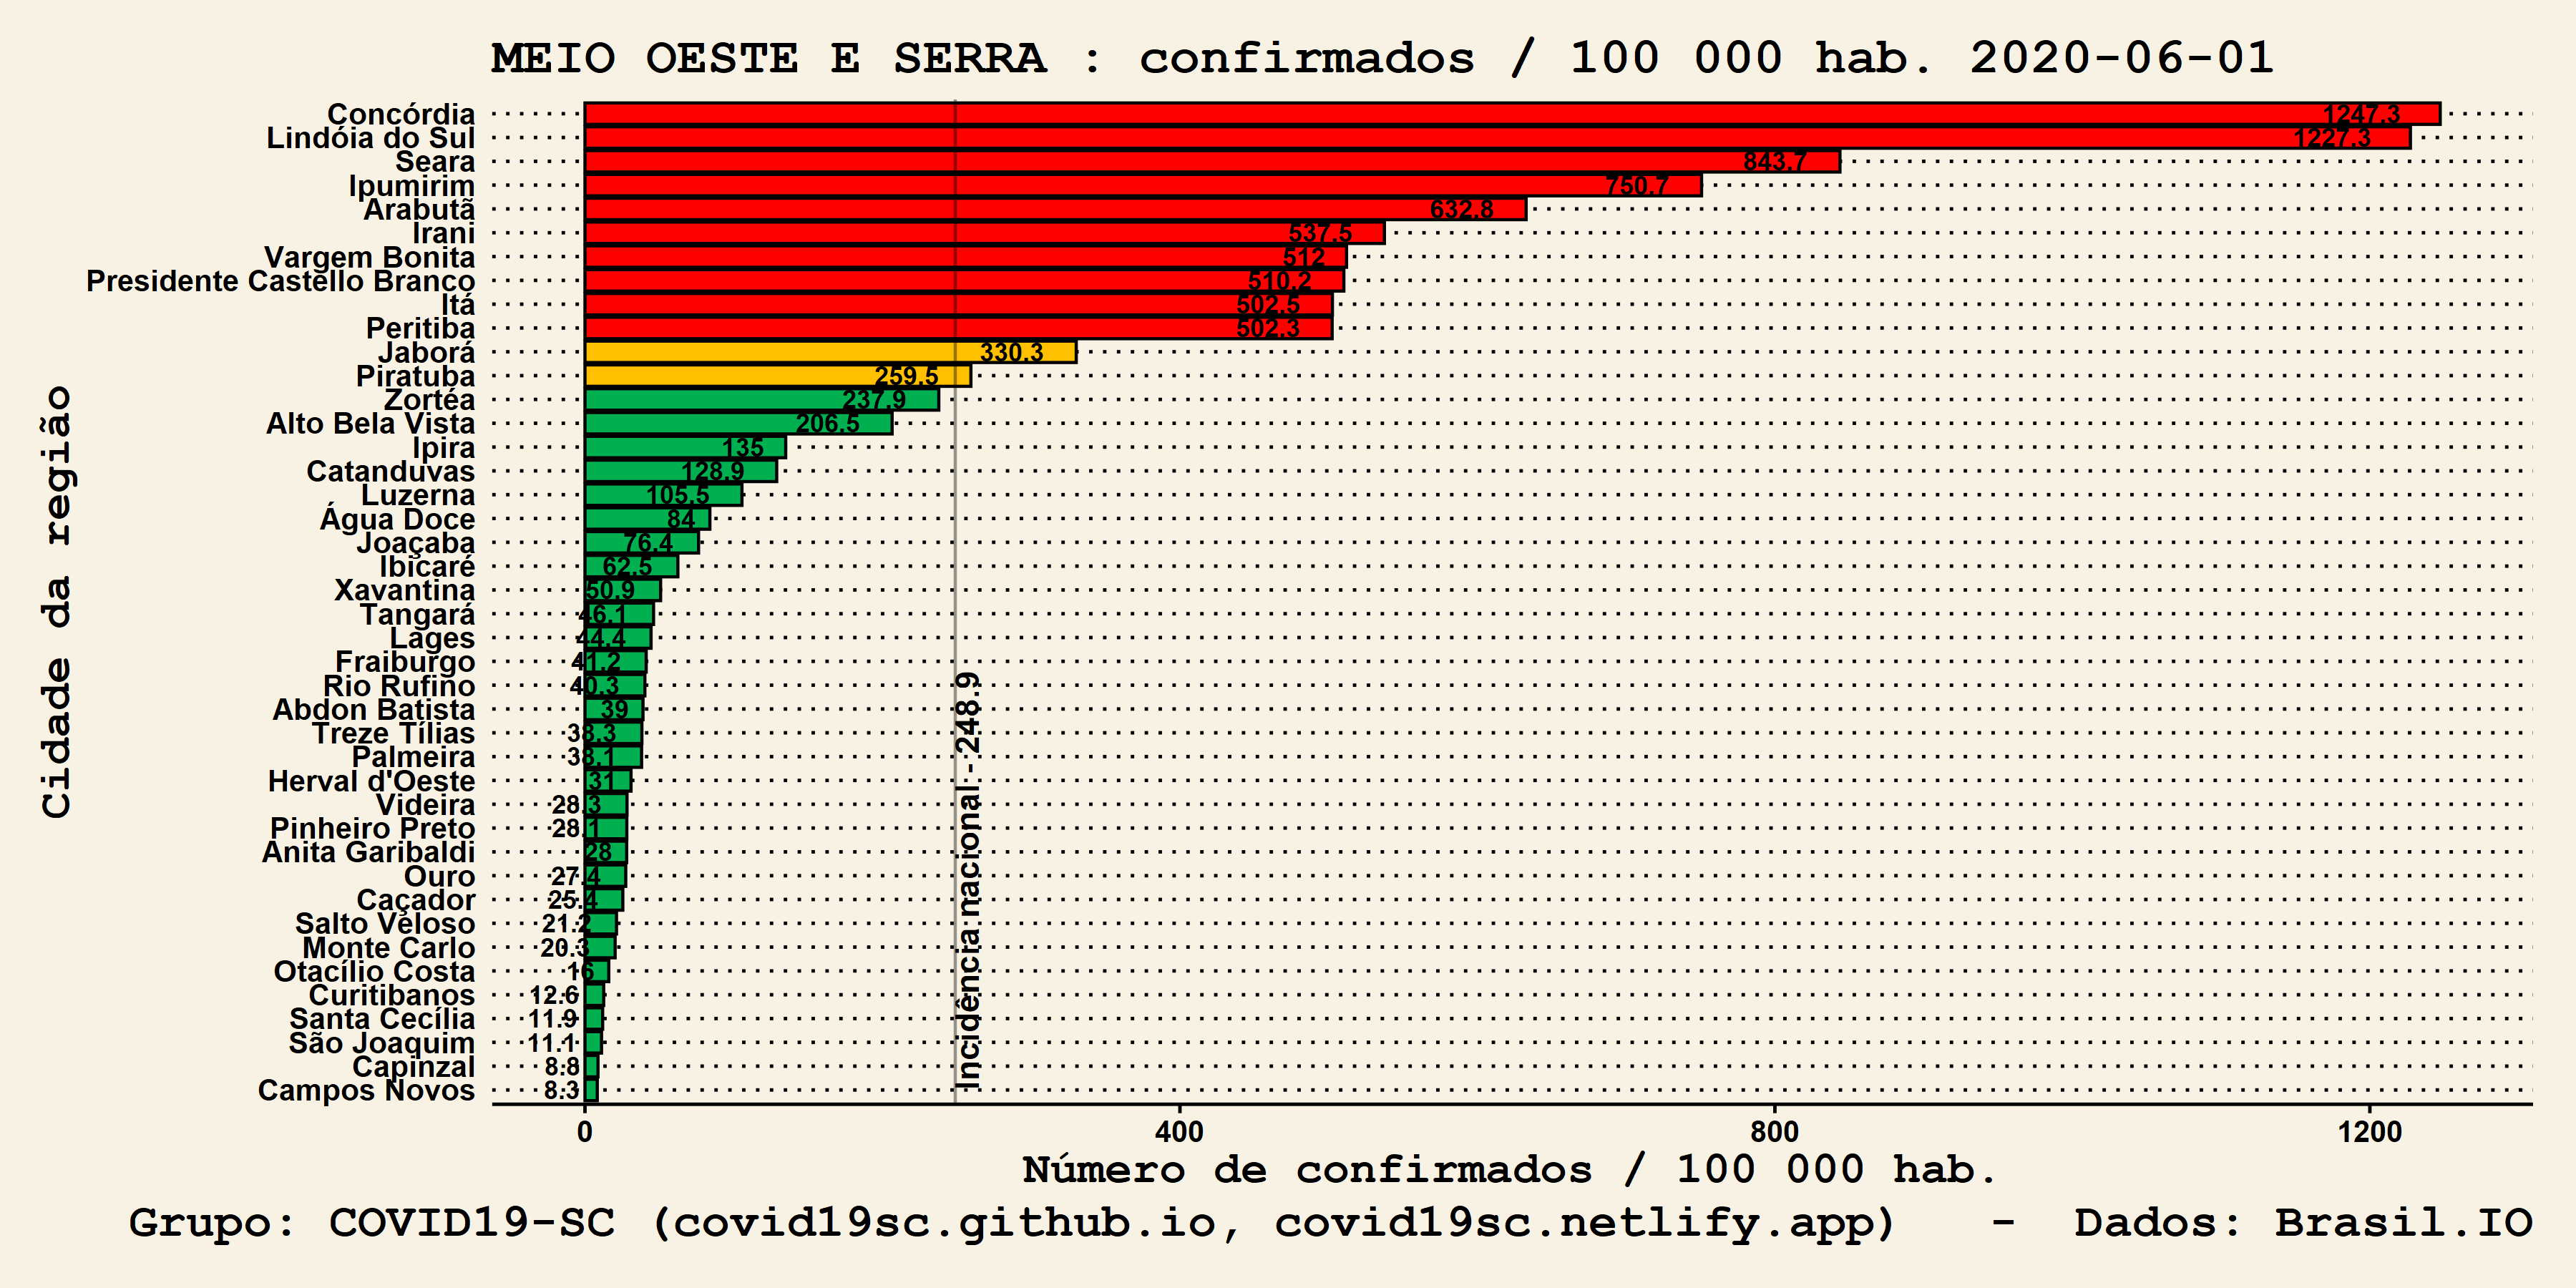 MEIO OESTE E SERRA : confirmados / 100 000 hab. 2020-06-01
Cidade da região
Concórdia 1247.3
Lindóia do Sul 1227.3
Seara 843.7
Ipumirim 750.7
Arabutã 632.8
Irani 537.5
Vargem Bonita 512
Presidente Castello Branco 510.2
Itá 502.5
Peritiba 502.3
Jaborá 330.3
Piratuba 259.5
Zortéa 237.9
Alto Bela Vista 206.5
Ipira 135
Catanduvas 128.9
Luzerna 105.5
Água Doce 84
Joaçaba 76.4
Ibicaré 62.5
Xavantina 50.9
Tangará 46.1
Lages 44.4
Fraiburgo 41.2
Rio Rufino 40.3
Abdon Batista 39
Treze Tílias 38.3
Palmeira 38.1
Herval d'Oeste 31
Videira 28.3
Pinheiro Preto 28.1
Anita Garibaldi 28
Ouro 27.4
Caçador 25.4
Salto Veloso 21.2
Monte Carlo 20.3
Otacílio Costa 16
Curitibanos 12.6
Santa Cecília 11.9
São Joaquim 11.1
Capinzal 8.8
Campos Novos 8.3
Incidência nacional - 248.9
0 400 800 1200
Número de confirmados / 100 000 hab.
Grupo: COVID19-SC (covid19sc.github.io, covid19sc.netlify.app) - Dados: Brasil.IO